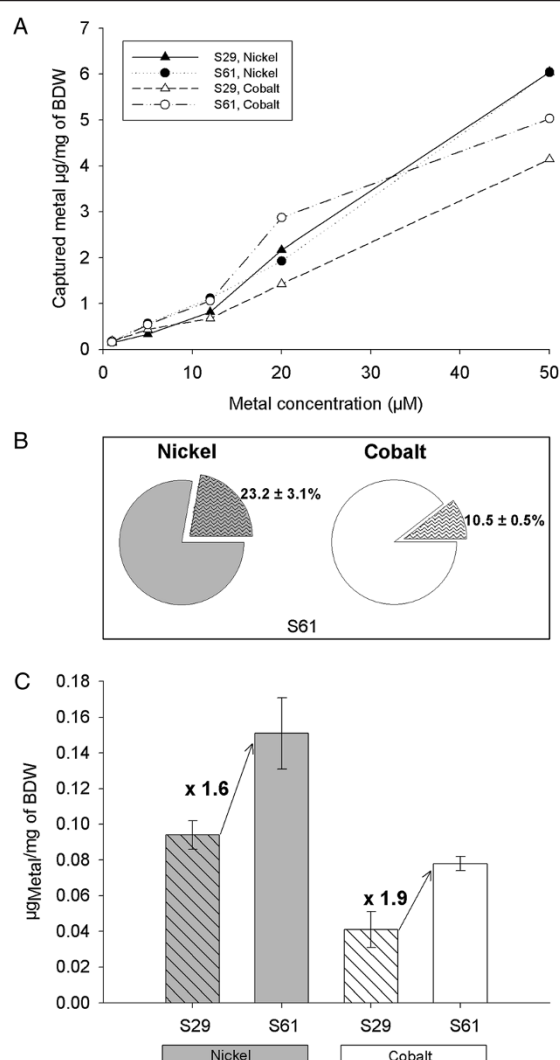 A
7
6
5
4
3
2
1
0
Captured metal µg/mg of BDW
S29, Nickel
S61, Nickel
S29, Cobalt
S61, Cobalt
0 10 20 30 40 50
Metal concentration (µM)
B
Nickel Cobalt
23.2 ± 3.1% 10.5 ± 0.5%
S61
C
0.18
0.16
0.14
0.12
0.10
0.08
0.06
0.04
0.02
0.00
µgMetal/mg of BDW
x 1.6
x 1.9
S29 S61 S29 S61
Nickel Cobalt